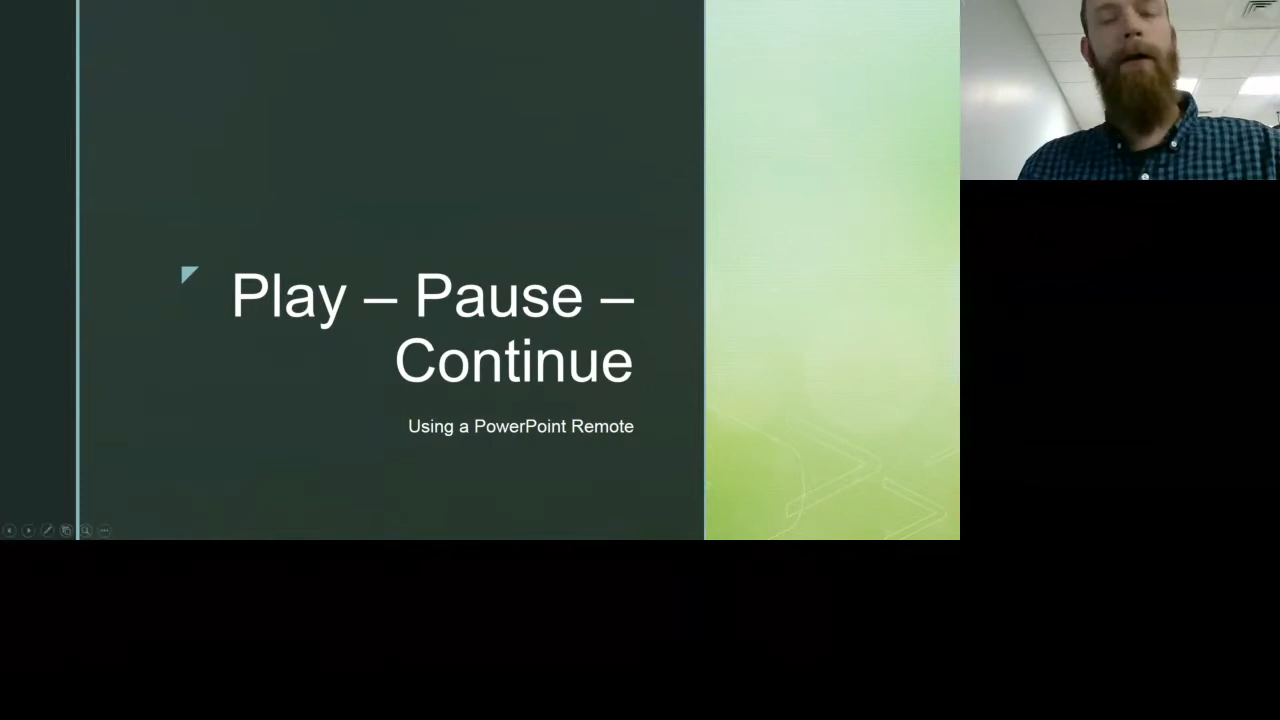 Play – Pause –
Continue
Using a PowerPoint Remote